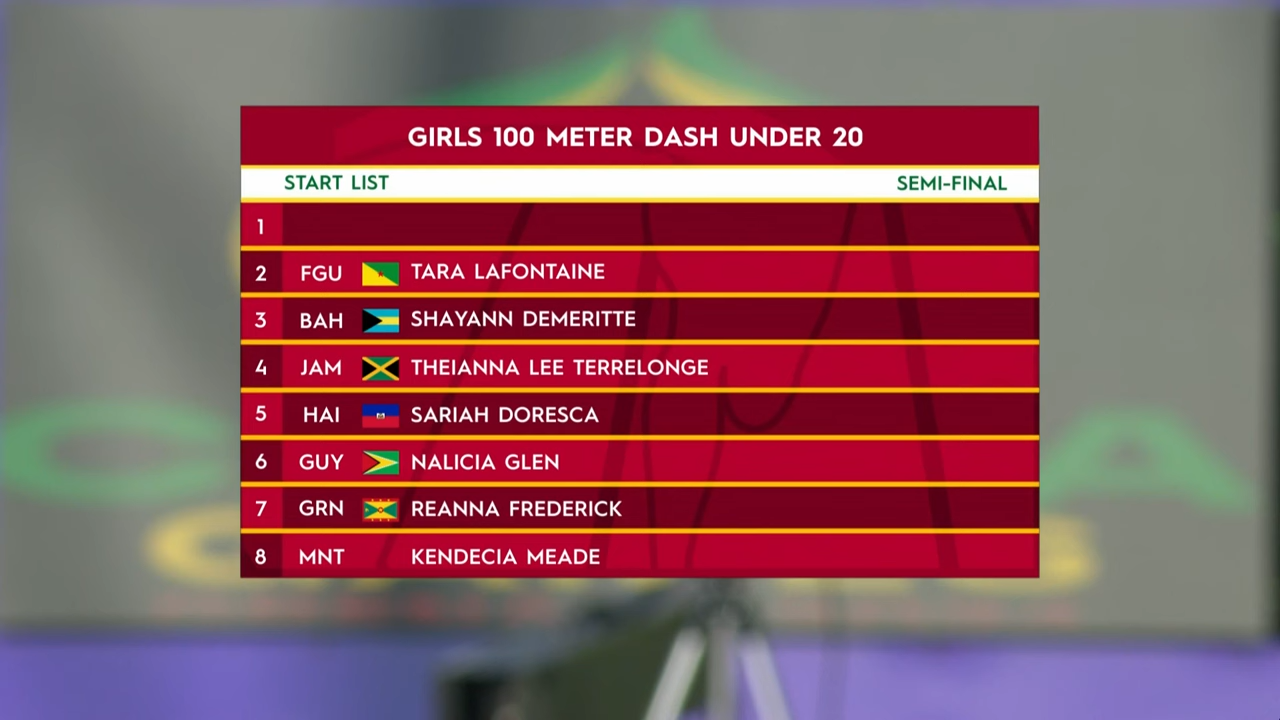 GIRLS 100 METER DASH UNDER 20
START LIST SEMI-FINAL
1
2 FGU TARA LAFONTAINE
3 BAH SHAYANN DEMERITTE
4 JAM THEIANNA LEE TERRELONGE
5 HAI SARIAH DORESCA
6 GUY NALICIA GLEN
7 GRN REANNA FREDERICK
8 MNT KENDECIA MEADE